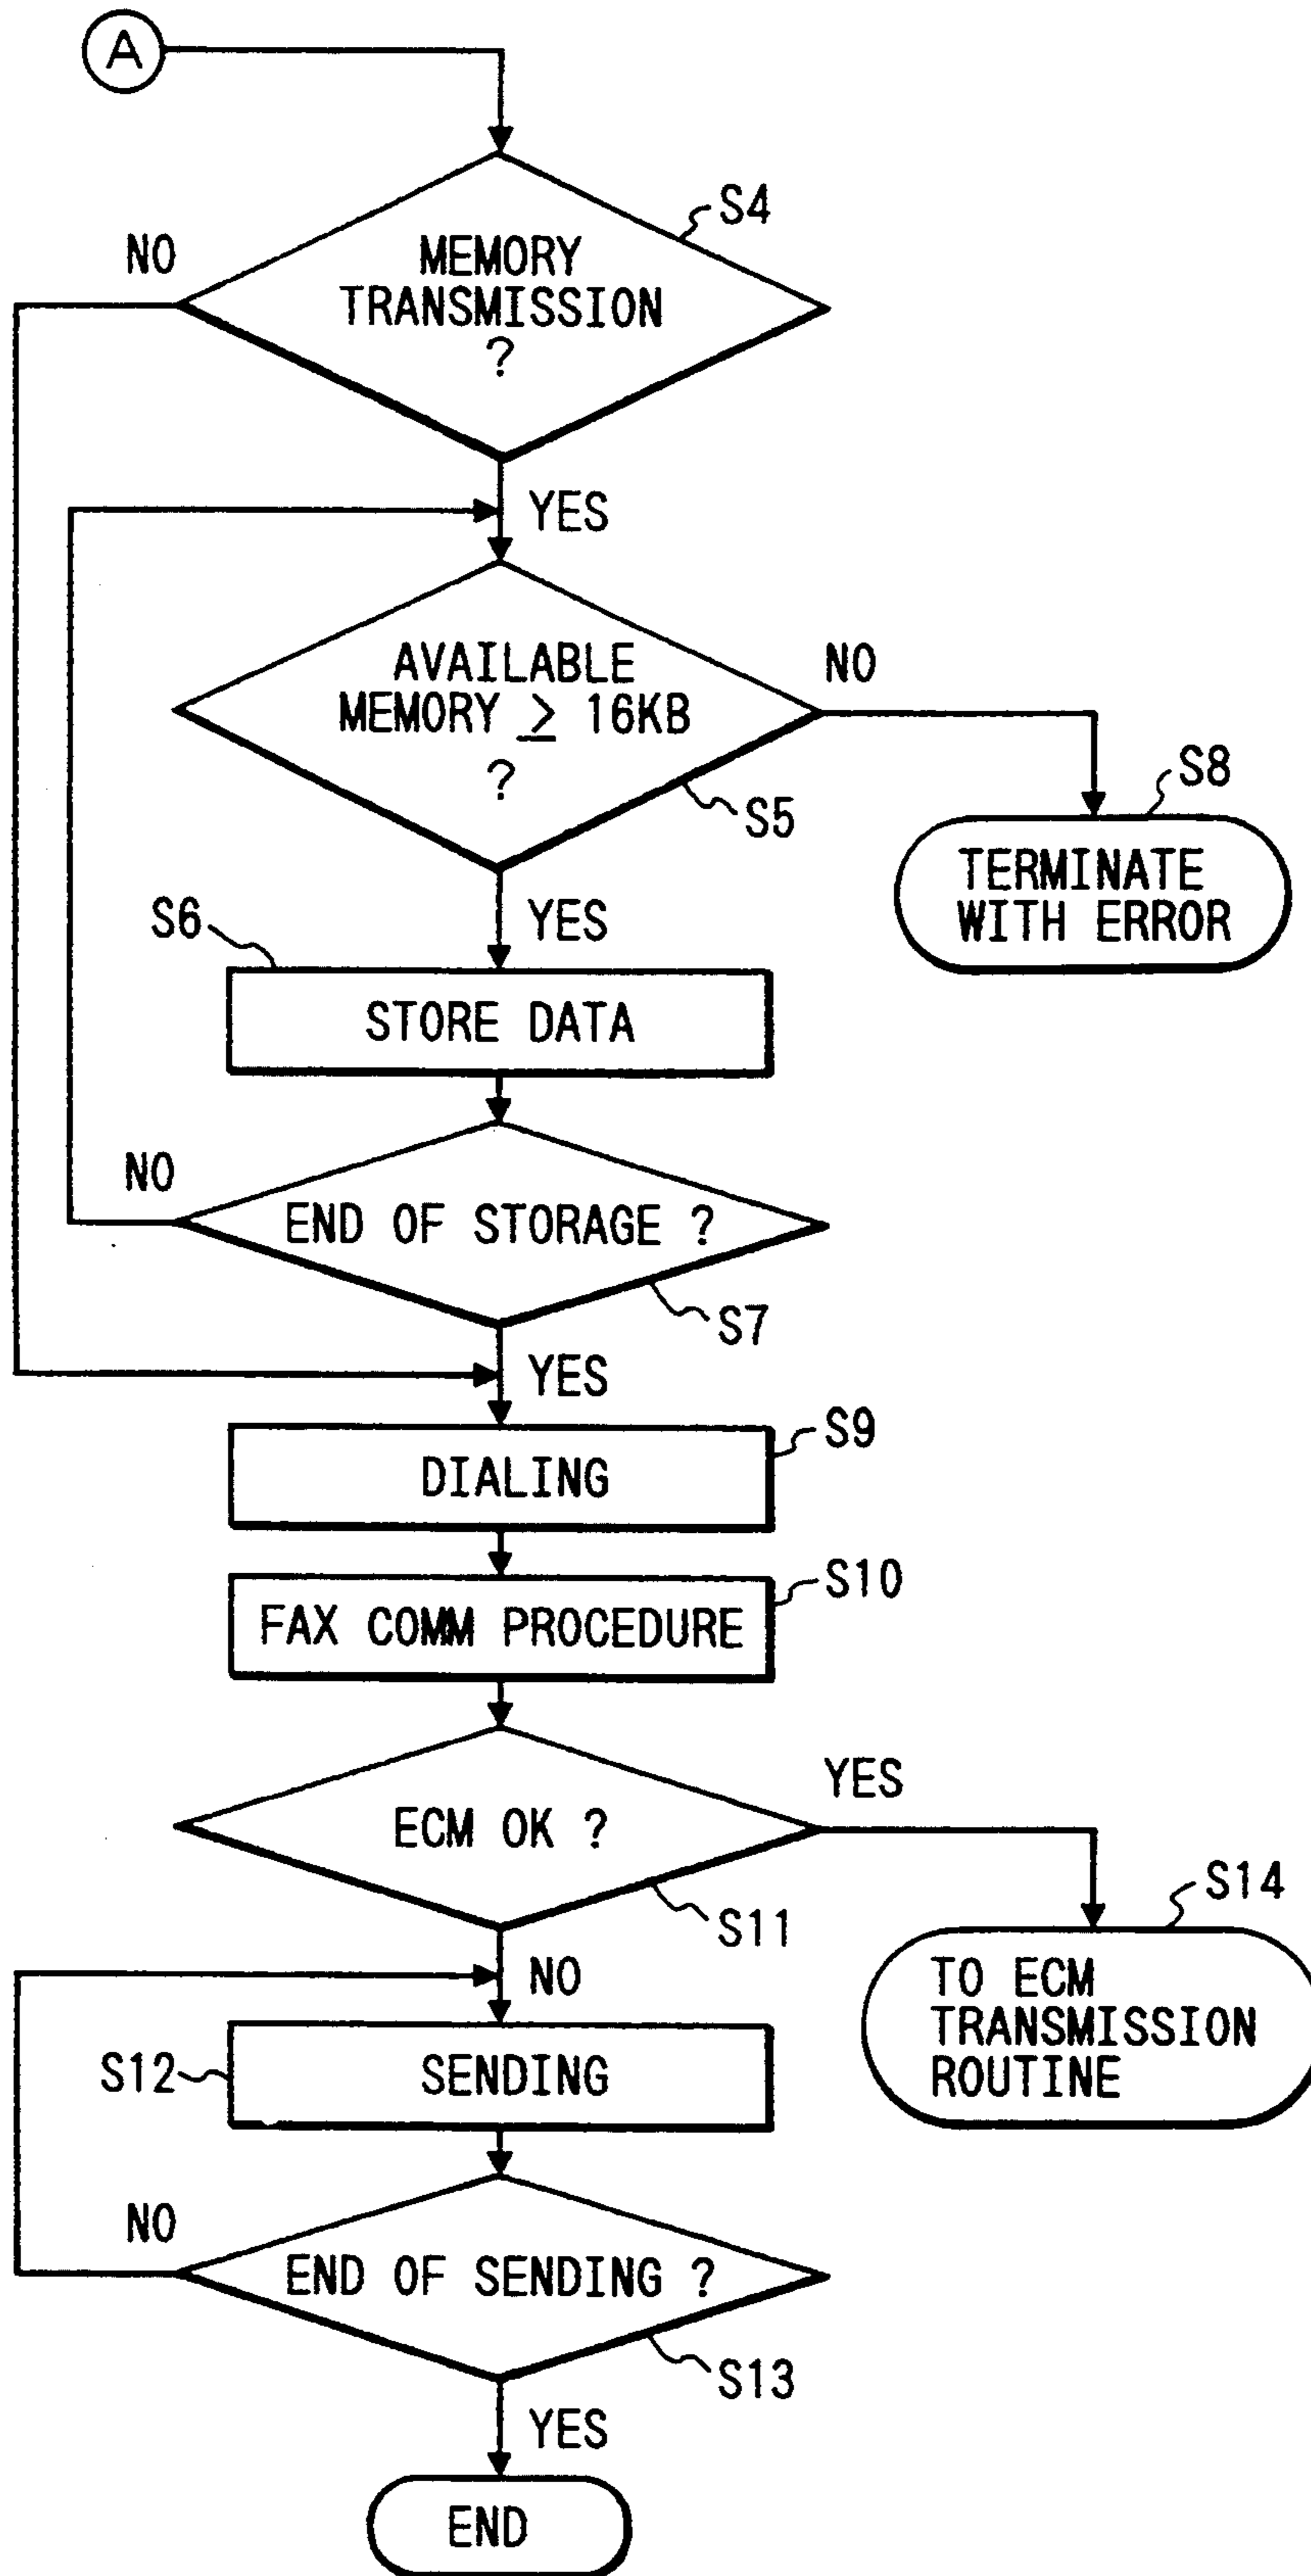 A
S4
NO
MEMORY
TRANSMISSION
?
YES
AVAILABLE
MEMORY ≥ 16KB
?
NO
S5
S8
TERMINATE
WITH ERROR
S6
YES
STORE DATA
NO
END OF STORAGE ?
S7
YES
S9
DIALING
S10
FAX COMM PROCEDURE
ECM OK ?
YES
S11
S14
TO ECM
TRANSMISSION
ROUTINE
NO
S12
SENDING
NO
END OF SENDING ?
S13
YES
END